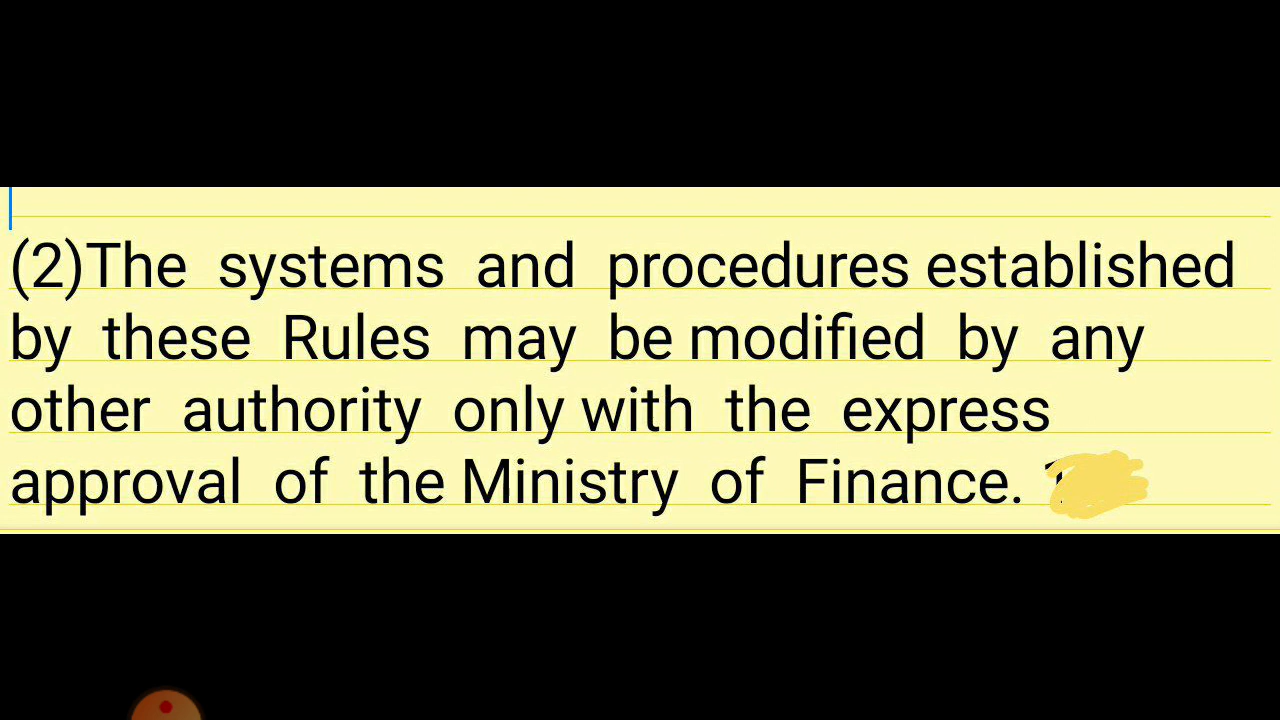 (2)The systems and procedures established
by these Rules may be modified by any
other authority only with the express
approval of the Ministry of Finance.